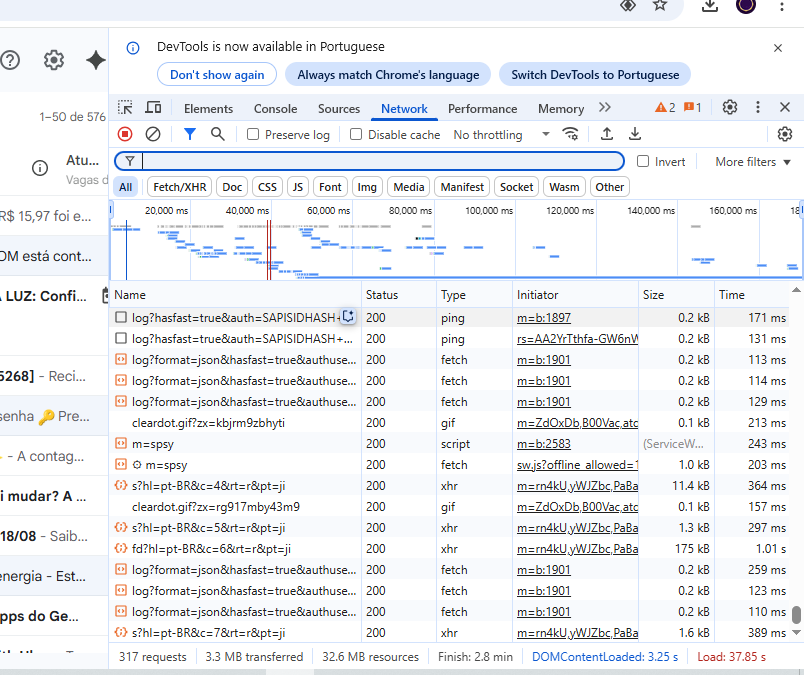 DevTools is now available in Portuguese
Don't show again Always match Chrome's language Switch DevTools to Portuguese
Elements Console Sources Network Performance Memory 2 1
Preserve log Disable cache No throttling
Invert More filters
All Fetch/XHR Doc CSS JS Font Img Media Manifest Socket Wasm Other
20,000 ms 40,000 ms 60,000 ms 80,000 ms 100,000 ms 120,000 ms 140,000 ms 160,000 ms 18
Name Status Type Initiator Size Time
log?hasfast=true&auth=SAPISIDHASH+ 200 ping m=b:1897 0.2 kB 171 ms
log?hasfast=true&auth=SAPISIDHASH+... 200 ping rs=AA2YrTthfa-GW6nW 0.2 kB 131 ms
log?format=json&hasfast=true&authuse... 200 fetch m=b:1901 0.2 kB 113 ms
log?format=json&hasfast=true&authuse... 200 fetch m=b:1901 0.2 kB 114 ms
log?format=json&hasfast=true&authuse... 200 fetch m=b:1901 0.2 kB 129 ms
cleardot.gif?zx=kbjrm9zbhyti 200 gif m=ZdOxDb,B00Vac,atc 0.1 kB 213 ms
m=spsy 200 script m=b:2583 (ServiceW... 243 ms
m=spsy 200 fetch sw.js?offline_allowed=1 1.0 kB 203 ms
s?hl=pt-BR&c=4&rt=r&pt=ji 200 xhr m=rn4kU,yWJZbc,PaBa 11.4 kB 364 ms
cleardot.gif?zx=rg917mby43m9 200 gif m=ZdOxDb,B00Vac,atc 0.1 kB 157 ms
s?hl=pt-BR&c=5&rt=r&pt=ji 200 xhr m=rn4kU,yWJZbc,PaBa 1.3 kB 297 ms
fd?hl=pt-BR&c=6&rt=r&pt=ji 200 xhr m=rn4kU,yWJZbc,PaBa 175 kB 1.01 s
log?format=json&hasfast=true&authuse... 200 fetch m=b:1901 0.2 kB 259 ms
log?format=json&hasfast=true&authuse... 200 fetch m=b:1901 0.2 kB 123 ms
log?format=json&hasfast=true&authuse... 200 fetch m=b:1901 0.2 kB 110 ms
s?hl=pt-BR&c=7&rt=r&pt=ji 200 xhr m=rn4kU,yWJZbc,PaBa 1.6 kB 389 ms
317 requests 3.3 MB transferred 32.6 MB resources Finish: 2.8 min DOMContentLoaded: 3.25 s Load: 37.85 s
1–50 de 576
Atu...
Vagas d
R$ 15,97 foi e...
OM está cont...
A LUZ: Confi...
5268] - Reci...
senha 🔑 Pre...
- A contag...
i mudar? A ...
18/08 - Saib...
energia - Est...
pps do Ge...